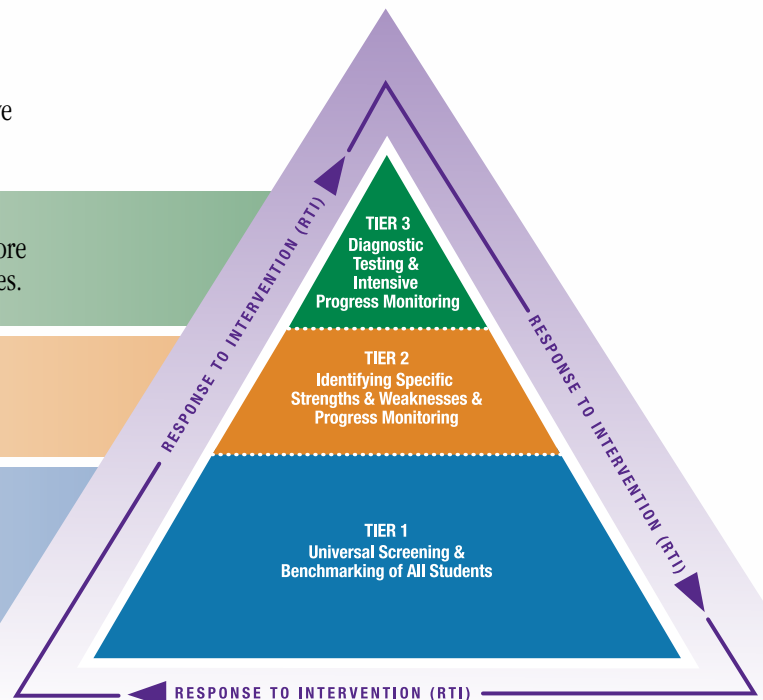 TIER 3
Diagnostic
Testing &
Intensive
Progress Monitoring
TIER 2
Identifying Specific
Strengths & Weaknesses &
Progress Monitoring
TIER 1
Universal Screening &
Benchmarking of All Students
RESPONSE TO INTERVENTION (RTI)
RESPONSE TO INTERVENTION (RTI)
RESPONSE TO INTERVENTION (RTI)